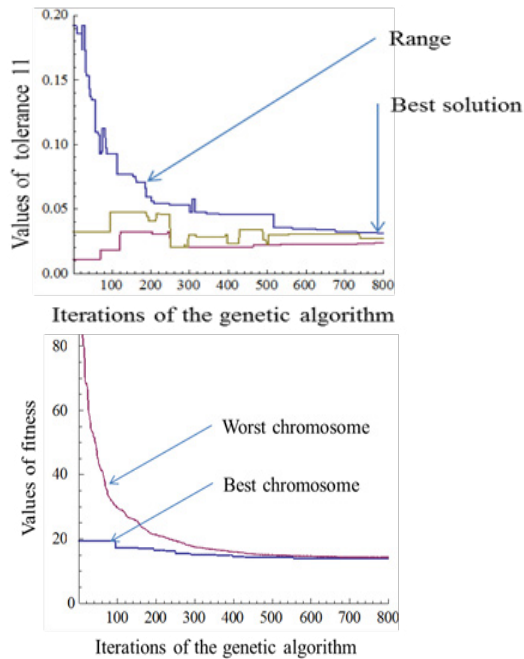 0.20
Range
0.15
Best solution
0.10
0.05
0.00
100 200 300 400 500 600 700 800
Values of tolerance 11
Iterations of the genetic algorithm
80
60
Worst chromosome
40
Best chromosome
20
0
100 200 300 400 500 600 700 800
Values of fitness
Iterations of the genetic algorithm